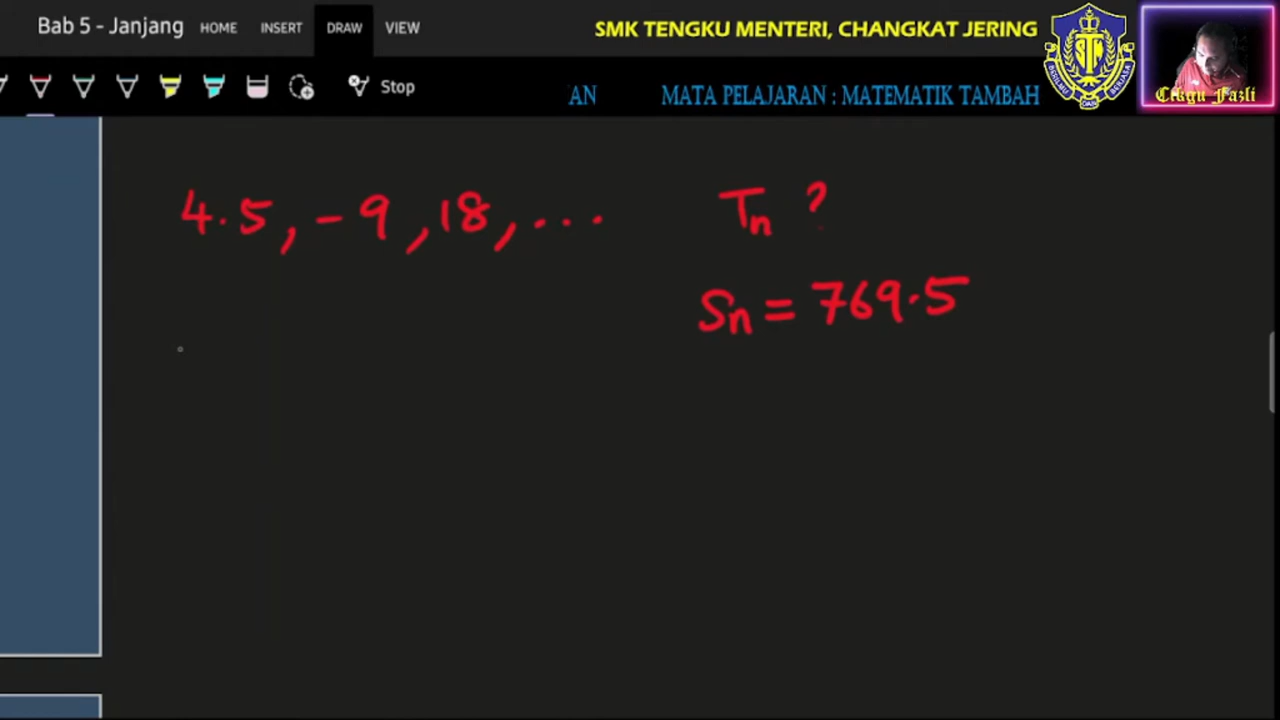 Bab 5 - Janjang HOME INSERT DRAW VIEW
SMK TENGKU MENTERI, CHANGKAT JERING
Stop
AN MATA PELAJARAN : MATEMATIK TAMBAH
Cikgu Fazli
4.5, -9, 18, ... Tn ?
Sn = 769.5